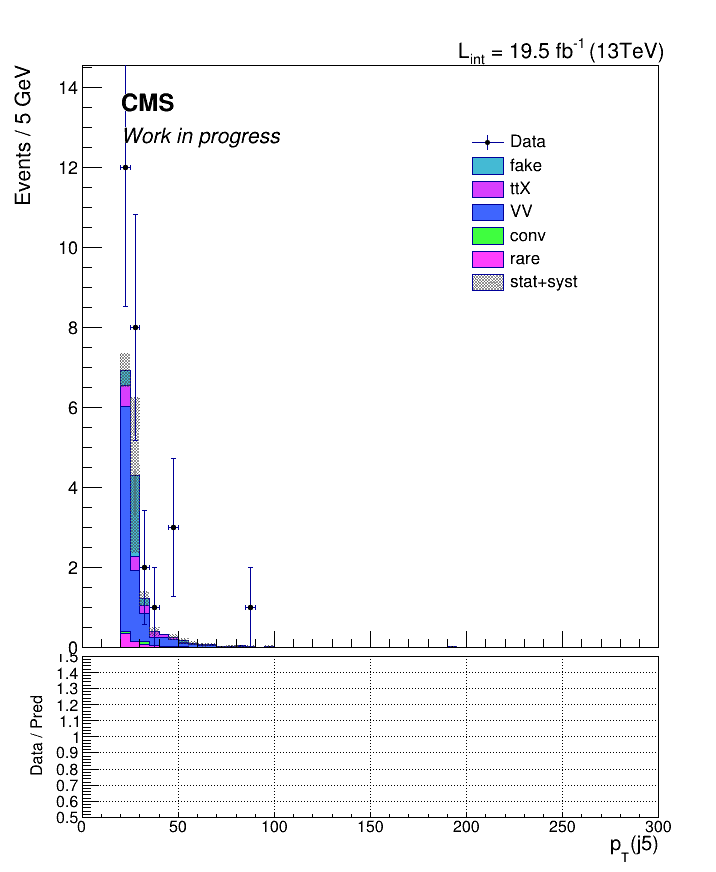 L_int = 19.5 fb^-1 (13TeV)
Events / 5 GeV
14
12
10
8
6
4
2
0
CMS
Work in progress
Data
fake
ttX
VV
conv
rare
stat+syst
Data / Pred
1.5
1.4
1.3
1.2
1.1
1
0.9
0.8
0.7
0.6
0.5
0 50 100 150 200 250 300
p_T(j5)